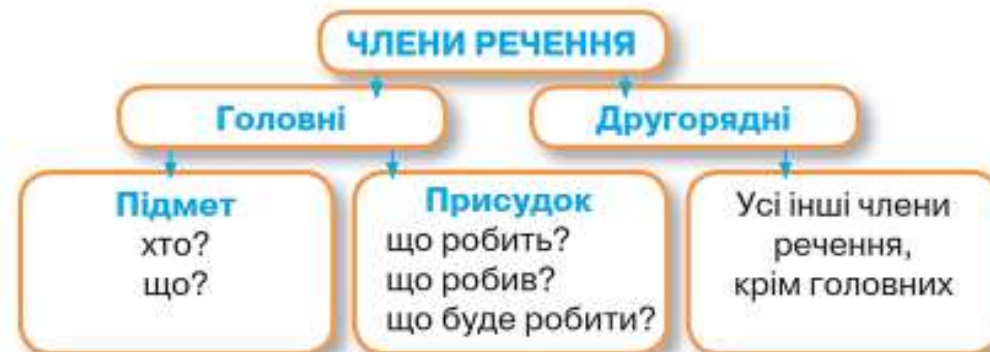 ЧЛЕНИ РЕЧЕННЯ
Головні
Другорядні
Підмет
хто?
що?
Присудок
що робить?
що робив?
що буде робити?
Усі інші члени
речення,
крім головних